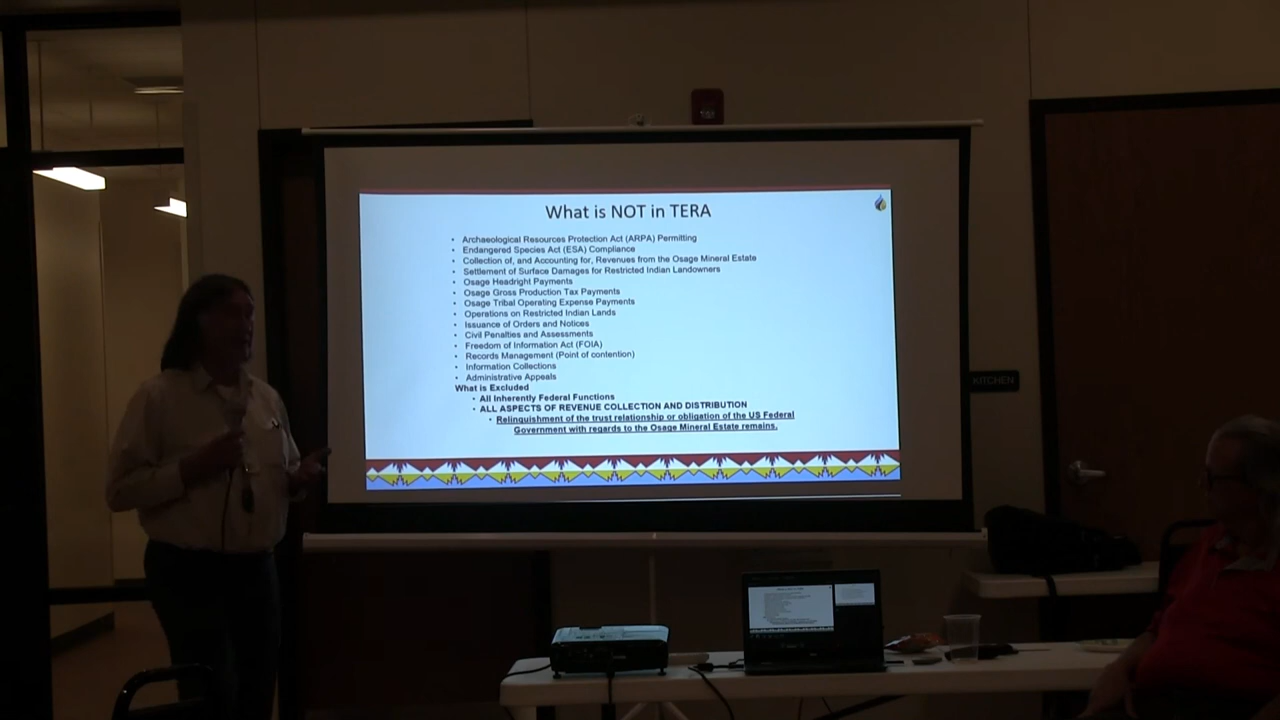 What is NOT in TERA
• Archaeological Resources Protection Act (ARPA) Permitting
• Endangered Species Act (ESA) Compliance
• Collection of, and Accounting for, Revenues from the Osage Mineral Estate
• Settlement of Surface Damages for Restricted Indian Landowners
• Osage Headright Payments
• Osage Gross Production Tax Payments
• Osage Tribal Operating Expense Payments
• Operations on Restricted Indian Lands
• Issuance of Orders and Notices
• Civil Penalties and Assessments
• Freedom of Information Act (FOIA)
• Records Management (Point of contention)
• Information Collections
• Administrative Appeals
What is Excluded
• All Inherently Federal Functions
• ALL ASPECTS OF REVENUE COLLECTION AND DISTRIBUTION
• Relinquishment of the trust relationship or obligation of the US Federal
Government with regards to the Osage Mineral Estate remains.
KITCHEN